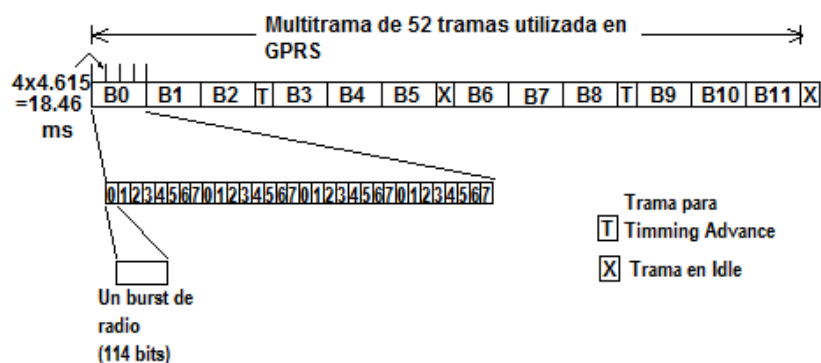 Multitrama de 52 tramas utilizada en
GPRS
4x4.615
=18.46
ms
B0 B1 B2 T B3 B4 B5 X B6 B7 B8 T B9 B10 B11 X
01234567012345670123456701234567
Trama para
T Timming Advance
X Trama en Idle
Un burst de
radio
(114 bits)